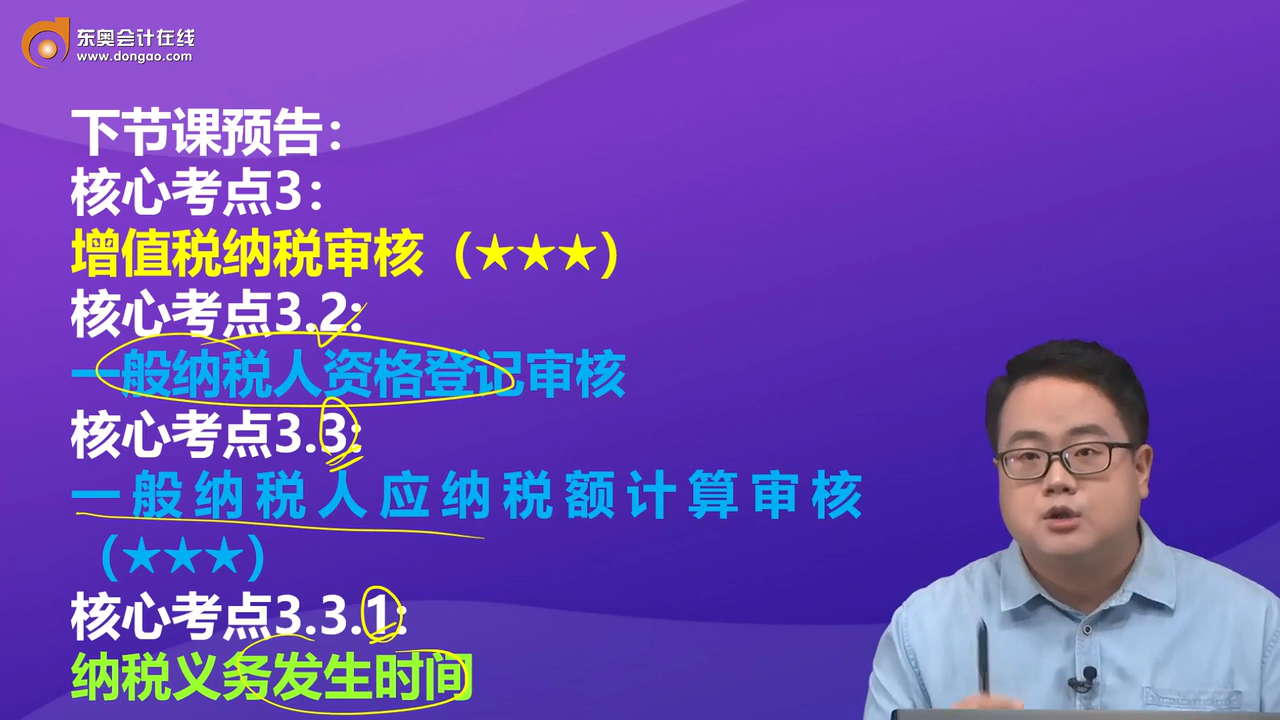 东奥会计在线
www.dongao.com
下节课预告：
核心考点3：
增值税纳税审核（★★★）
核心考点3.2:
一般纳税人资格登记审核
核心考点3.3:
一般纳税人应纳税额计算审核
（★★★）
核心考点3.3.1:
纳税义务发生时间